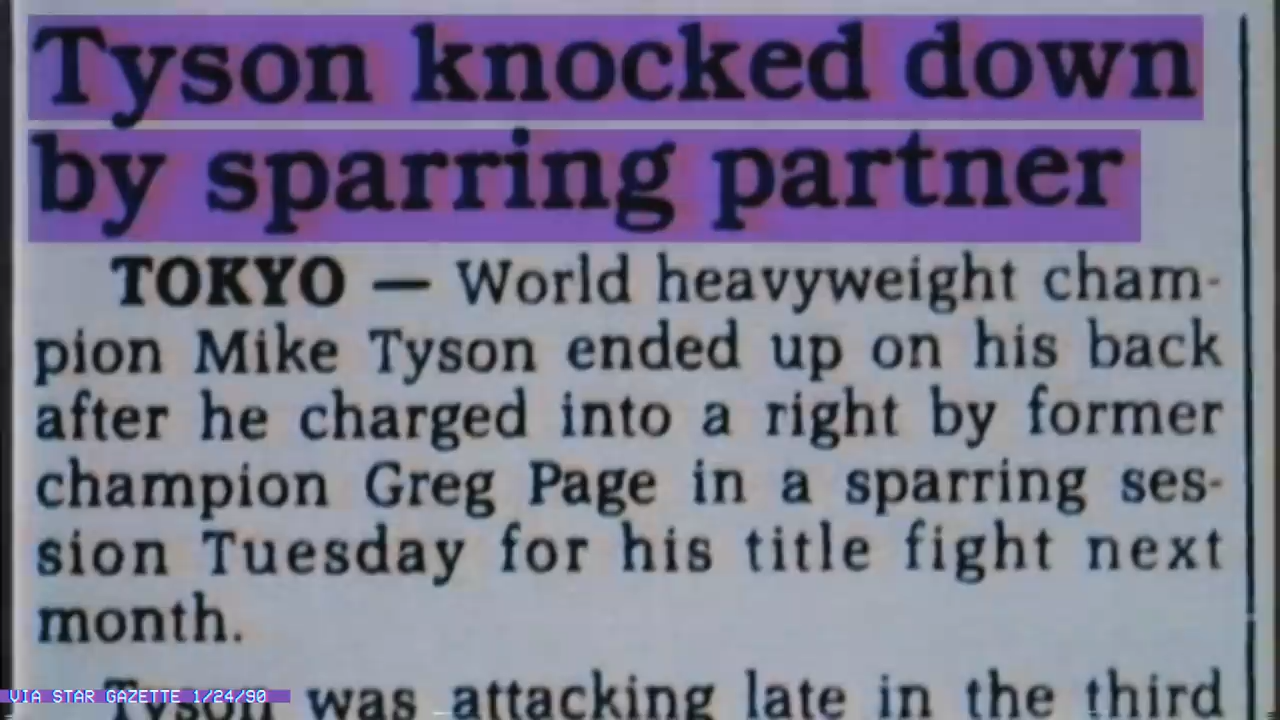 Tyson knocked down
by sparring partner
TOKYO — World heavyweight cham-
pion Mike Tyson ended up on his back
after he charged into a right by former
champion Greg Page in a sparring ses-
sion Tuesday for his title fight next
month.
Tyson was attacking late in the third
VIA STAR GAZETTE 1/24/90